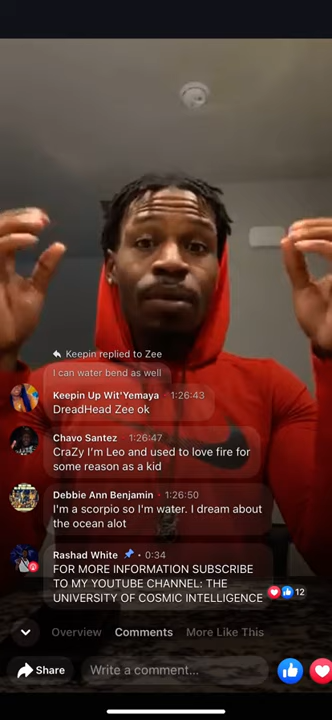 Keepin replied to Zee
I can water bend as well
Keepin Up Wit'Yemaya · 1:26:43
DreadHead Zee ok
Chavo Santez · 1:26:47
CraZy I'm Leo and used to love fire for
some reason as a kid
Debbie Ann Benjamin · 1:26:50
I'm a scorpio so I'm water. I dream about
the ocean alot
Rashad White · 0:34
FOR MORE INFORMATION SUBSCRIBE
TO MY YOUTUBE CHANNEL: THE
UNIVERSITY OF COSMIC INTELLIGENCE 12
Overview Comments More Like This
Share Write a comment...